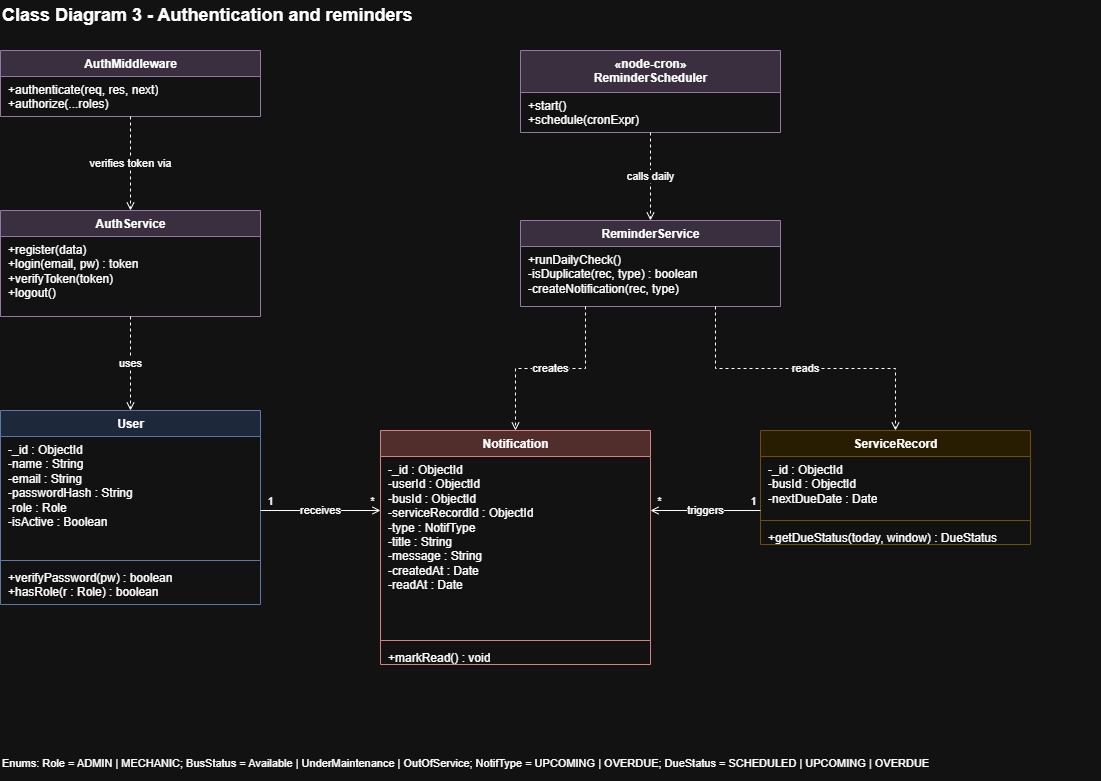 Class Diagram 3 - Authentication and reminders
AuthMiddleware
+authenticate(req, res, next)
+authorize(...roles)
«node-cron»
ReminderScheduler
+start()
+schedule(cronExpr)
verifies token via
calls daily
AuthService
+register(data)
+login(email, pw) : token
+verifyToken(token)
+logout()
ReminderService
+runDailyCheck()
-isDuplicate(rec, type) : boolean
-createNotification(rec, type)
uses
creates
reads
User
-_id : ObjectId
-name : String
-email : String
-passwordHash : String
-role : Role
-isActive : Boolean
+verifyPassword(pw) : boolean
+hasRole(r : Role) : boolean
1
receives
*
Notification
-_id : ObjectId
-userId : ObjectId
-busId : ObjectId
-serviceRecordId : ObjectId
-type : NotifType
-title : String
-message : String
-createdAt : Date
-readAt : Date
+markRead() : void
*
triggers
1
ServiceRecord
-_id : ObjectId
-busId : ObjectId
-nextDueDate : Date
+getDueStatus(today, window) : DueStatus
Enums: Role = ADMIN | MECHANIC; BusStatus = Available | UnderMaintenance | OutOfService; NotifType = UPCOMING | OVERDUE; DueStatus = SCHEDULED | UPCOMING | OVERDUE